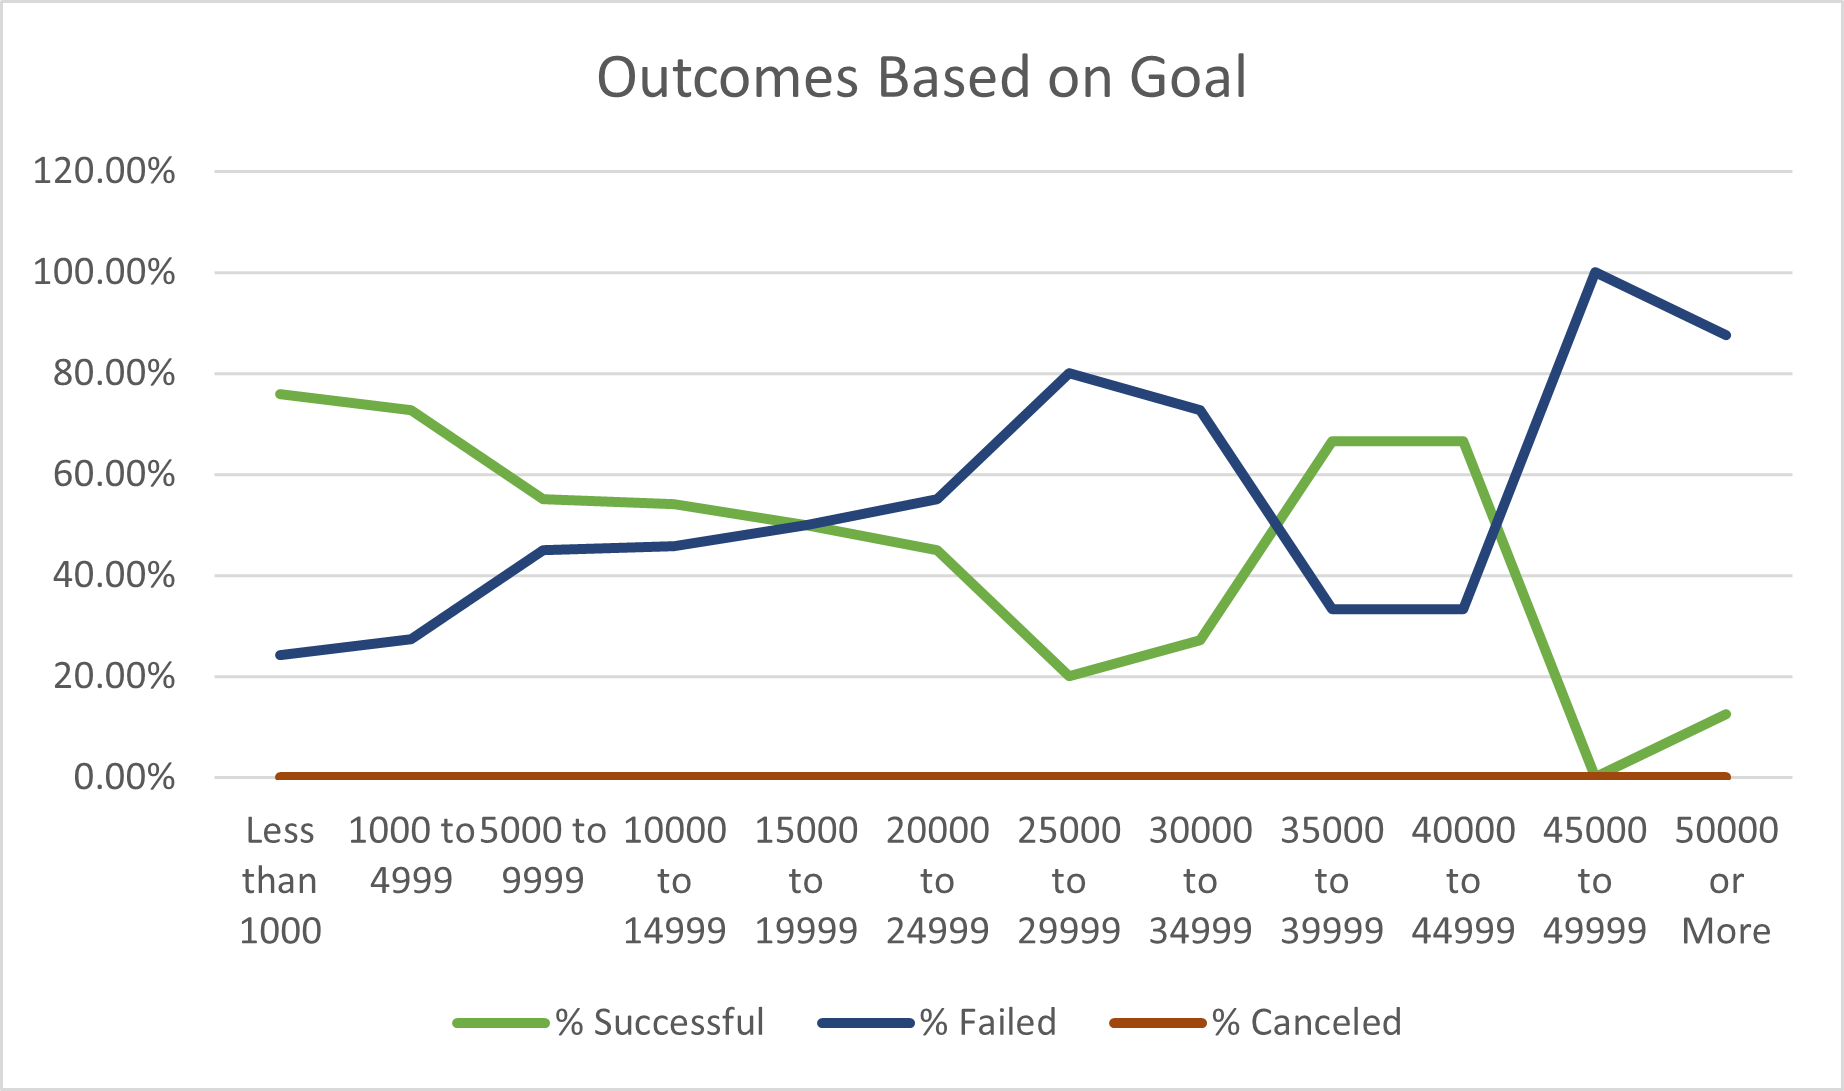 Outcomes Based on Goal
120.00%
100.00%
80.00%
60.00%
40.00%
20.00%
0.00%
Less than 1000
1000 to 4999
5000 to 9999
10000 to 14999
15000 to 19999
20000 to 24999
25000 to 29999
30000 to 34999
35000 to 39999
40000 to 44999
45000 to 49999
50000 or More
% Successful
% Failed
% Canceled